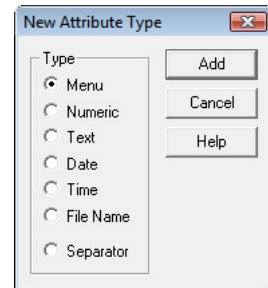 New Attribute Type
Type
Menu
Numeric
Text
Date
Time
File Name
Separator
Add
Cancel
Help